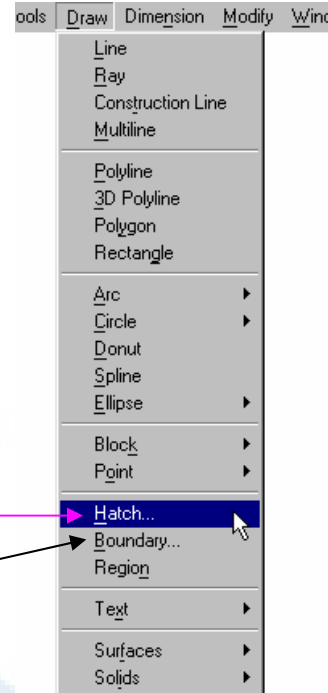 ools Draw Dimension Modify Wind
Line
Ray
Construction Line
Multiline
Polyline
3D Polyline
Polygon
Rectangle
Arc
Circle
Donut
Spline
Ellipse
Block
Point
Hatch...
Boundary...
Region
Text
Surfaces
Solids